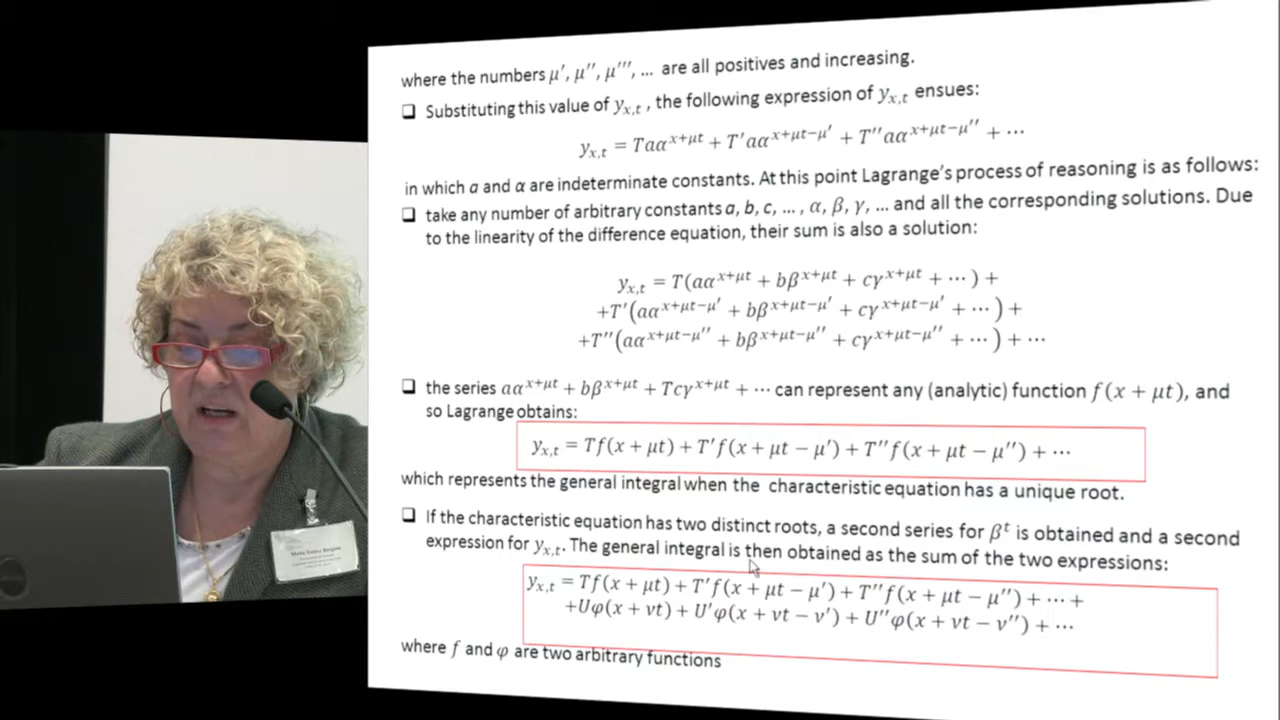 where the numbers μ′, μ′′, μ′′′, ... are all positives and increasing.
❑ Substituting this value of yₓ,ₜ , the following expression of yₓ,ₜ ensues:
yₓ,ₜ = Taα^{x+μt} + T′aα^{x+μt−μ′} + T′′aα^{x+μt−μ′′} + ⋯
in which a and α are indeterminate constants. At this point Lagrange's process of reasoning is as follows:
❑ take any number of arbitrary constants a, b, c, ... , α, β, γ, ... and all the corresponding solutions. Due
to the linearity of the difference equation, their sum is also a solution:
yₓ,ₜ = T(aα^{x+μt} + bβ^{x+μt} + cγ^{x+μt} + ⋯ ) +
+T′(aα^{x+μt−μ′} + bβ^{x+μt−μ′} + cγ^{x+μt−μ′} + ⋯ ) +
+T′′(aα^{x+μt−μ′′} + bβ^{x+μt−μ′′} + cγ^{x+μt−μ′′} + ⋯ ) + ⋯
❑ the series aα^{x+μt} + bβ^{x+μt} + Tcγ^{x+μt} + ⋯ can represent any (analytic) function f(x + μt), and
so Lagrange obtains:
yₓ,ₜ = Tf(x + μt) + T′f(x + μt − μ′) + T′′f(x + μt − μ′′) + ⋯
which represents the general integral when the characteristic equation has a unique root.
❑ If the characteristic equation has two distinct roots, a second series for βᵗ is obtained and a second
expression for yₓ,ₜ. The general integral is then obtained as the sum of the two expressions:
yₓ,ₜ = Tf(x + μt) + T′f(x + μt − μ′) + T′′f(x + μt − μ′′) + ⋯ +
+Uφ(x + νt) + U′φ(x + νt − ν′) + U′′φ(x + νt − ν′′) + ⋯
where f and φ are two arbitrary functions